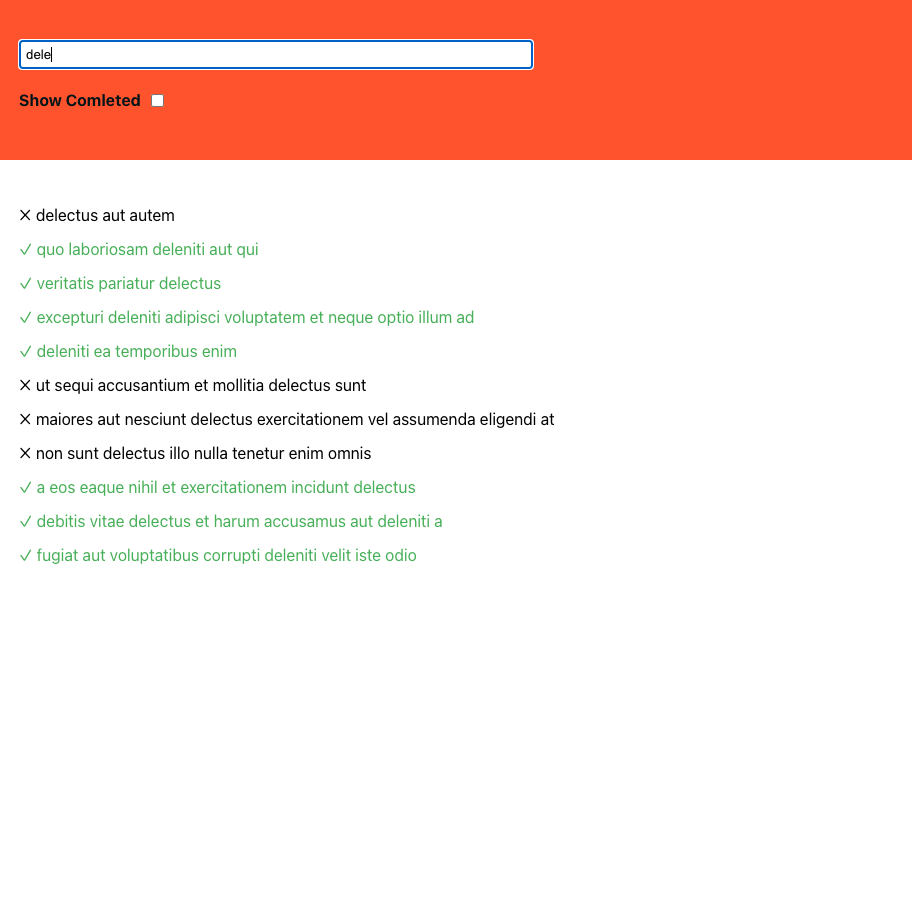 dele
Show Comleted
✕ delectus aut autem
✓ quo laboriosam deleniti aut qui
✓ veritatis pariatur delectus
✓ excepturi deleniti adipisci voluptatem et neque optio illum ad
✓ deleniti ea temporibus enim
✕ ut sequi accusantium et mollitia delectus sunt
✕ maiores aut nesciunt delectus exercitationem vel assumenda eligendi at
✕ non sunt delectus illo nulla tenetur enim omnis
✓ a eos eaque nihil et exercitationem incidunt delectus
✓ debitis vitae delectus et harum accusamus aut deleniti a
✓ fugiat aut voluptatibus corrupti deleniti velit iste odio